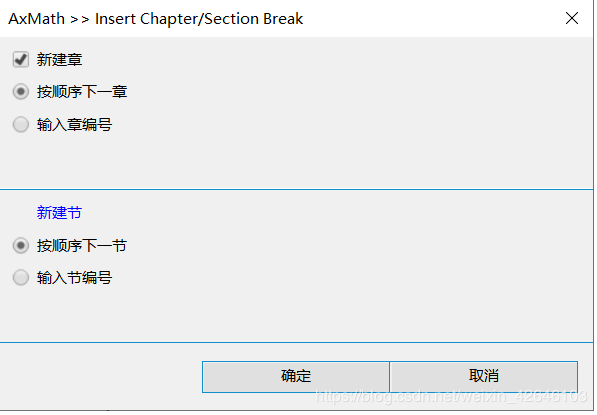 AxMath >> Insert Chapter/Section Break
新建章
按顺序下一章
输入章编号
新建节
按顺序下一节
输入节编号
确定 取消
https://blog.csdn.net/weixin_42646103